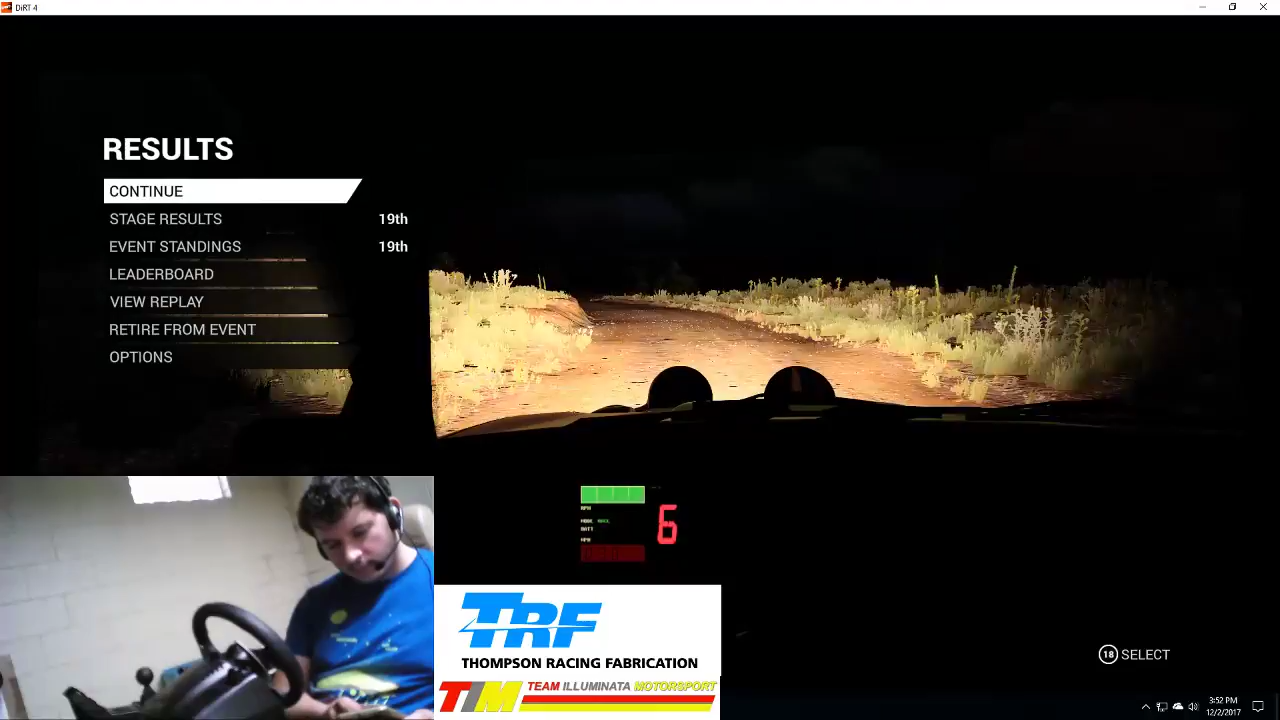 DiRT 4
RESULTS
CONTINUE
STAGE RESULTS 19th
EVENT STANDINGS 19th
LEADERBOARD
VIEW REPLAY
RETIRE FROM EVENT
OPTIONS
6
TRF
THOMPSON RACING FABRICATION
TIM TEAM ILLUMINATA MOTORSPORT
18 SELECT
3:52 PM
12/2/2017